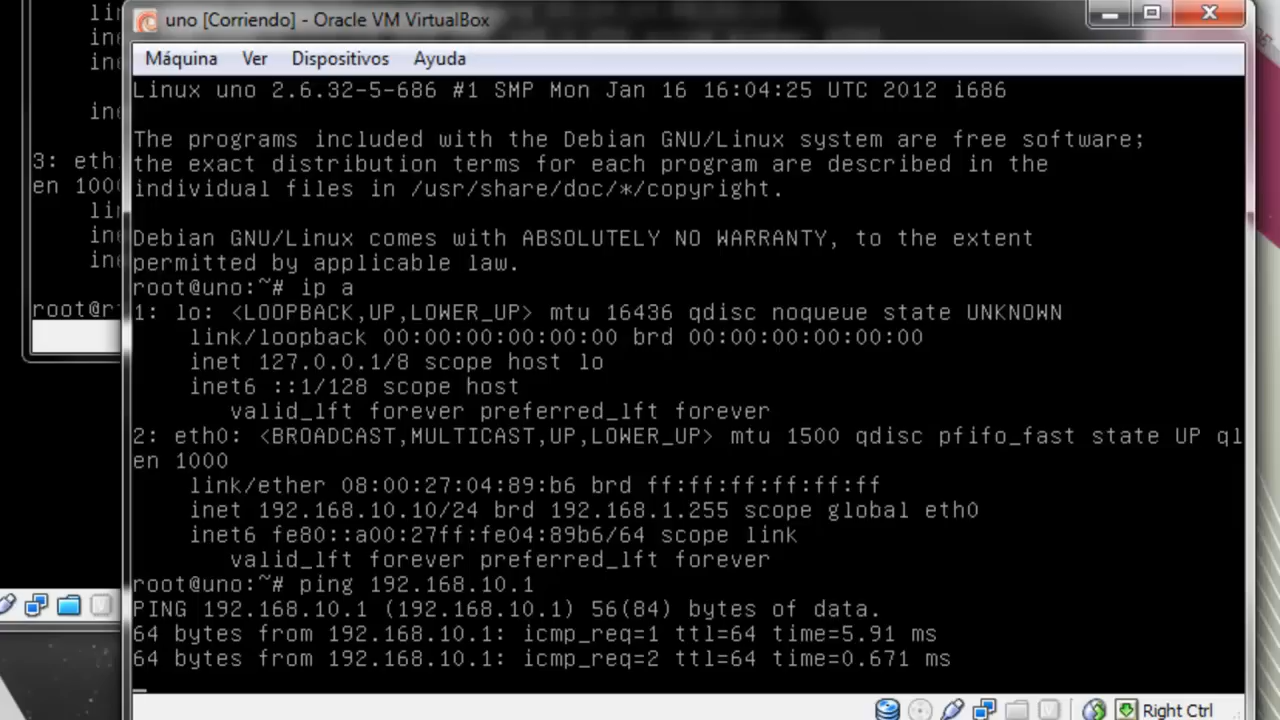 uno [Corriendo] - Oracle VM VirtualBox
Máquina Ver Dispositivos Ayuda
Linux uno 2.6.32-5-686 #1 SMP Mon Jan 16 16:04:25 UTC 2012 i686
The programs included with the Debian GNU/Linux system are free software;
the exact distribution terms for each program are described in the
individual files in /usr/share/doc/*/copyright.
Debian GNU/Linux comes with ABSOLUTELY NO WARRANTY, to the extent
permitted by applicable law.
root@uno:~# ip a
1: lo: <LOOPBACK,UP,LOWER_UP> mtu 16436 qdisc noqueue state UNKNOWN
link/loopback 00:00:00:00:00:00 brd 00:00:00:00:00:00
inet 127.0.0.1/8 scope host lo
inet6 ::1/128 scope host
valid_lft forever preferred_lft forever
2: eth0: <BROADCAST,MULTICAST,UP,LOWER_UP> mtu 1500 qdisc pfifo_fast state UP ql
en 1000
link/ether 08:00:27:04:89:b6 brd ff:ff:ff:ff:ff:ff
inet 192.168.10.10/24 brd 192.168.1.255 scope global eth0
inet6 fe80::a00:27ff:fe04:89b6/64 scope link
valid_lft forever preferred_lft forever
root@uno:~# ping 192.168.10.1
PING 192.168.10.1 (192.168.10.1) 56(84) bytes of data.
64 bytes from 192.168.10.1: icmp_req=1 ttl=64 time=5.91 ms
64 bytes from 192.168.10.1: icmp_req=2 ttl=64 time=0.671 ms
Right Ctrl
3: eth
en 1000
root@r